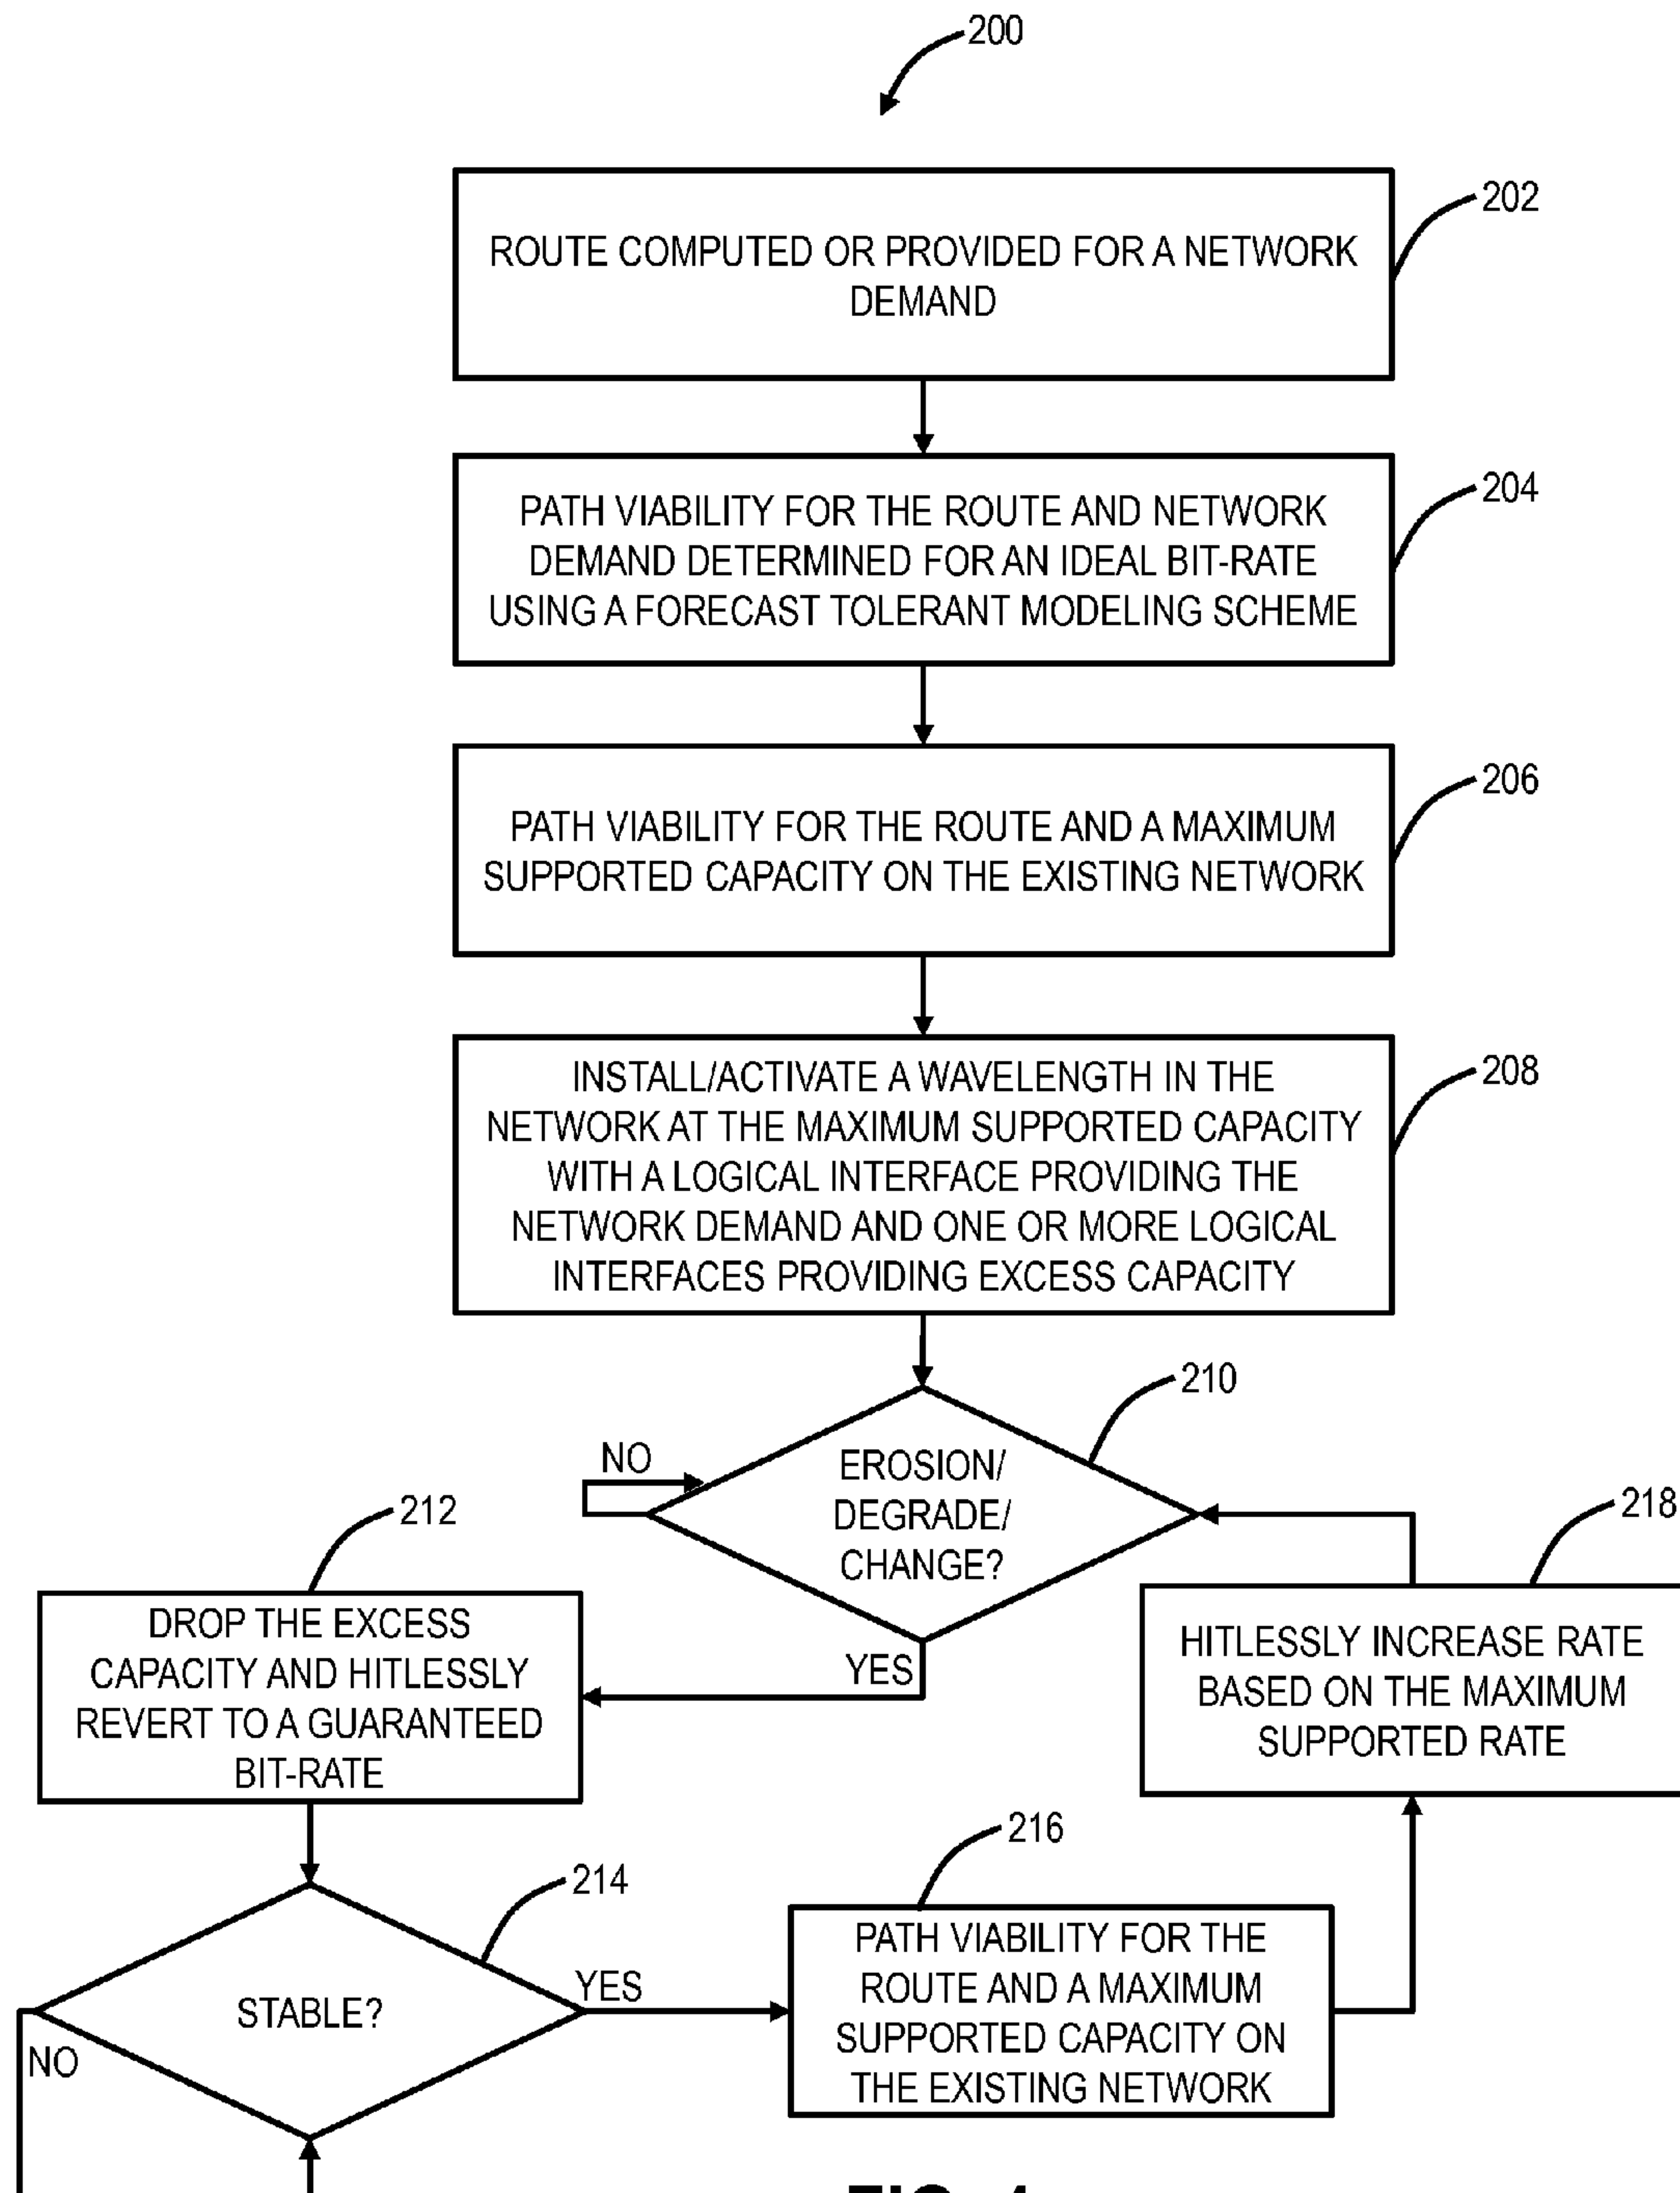 200
ROUTE COMPUTED OR PROVIDED FOR A NETWORK
DEMAND
202
PATH VIABILITY FOR THE ROUTE AND NETWORK
DEMAND DETERMINED FOR AN IDEAL BIT-RATE
USING A FORECAST TOLERANT MODELING SCHEME
204
PATH VIABILITY FOR THE ROUTE AND A MAXIMUM
SUPPORTED CAPACITY ON THE EXISTING NETWORK
206
INSTALL/ACTIVATE A WAVELENGTH IN THE
NETWORK AT THE MAXIMUM SUPPORTED CAPACITY
WITH A LOGICAL INTERFACE PROVIDING THE
NETWORK DEMAND AND ONE OR MORE LOGICAL
INTERFACES PROVIDING EXCESS CAPACITY
208
210
NO
EROSION/
DEGRADE/
CHANGE?
YES
212
DROP THE EXCESS
CAPACITY AND HITLESSLY
REVERT TO A GUARANTEED
BIT-RATE
218
HITLESSLY INCREASE RATE
BASED ON THE MAXIMUM
SUPPORTED RATE
214
STABLE?
YES
NO
216
PATH VIABILITY FOR THE
ROUTE AND A MAXIMUM
SUPPORTED CAPACITY ON
THE EXISTING NETWORK